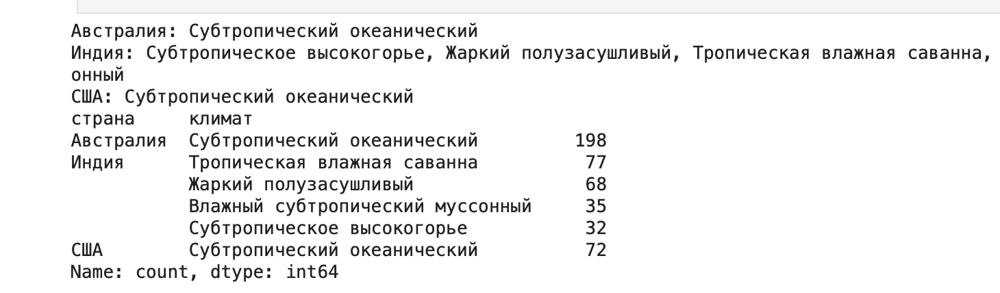 Австралия: Субтропический океанический
Индия: Субтропическое высокогорье, Жаркий полузасушливый, Тропическая влажная саванна,
онный
США: Субтропический океанический
страна     климат
Австралия  Субтропический океанический         198
Индия      Тропическая влажная саванна          77
           Жаркий полузасушливый                68
           Влажный субтропический муссонный     35
           Субтропическое высокогорье           32
США        Субтропический океанический          72
Name: count, dtype: int64